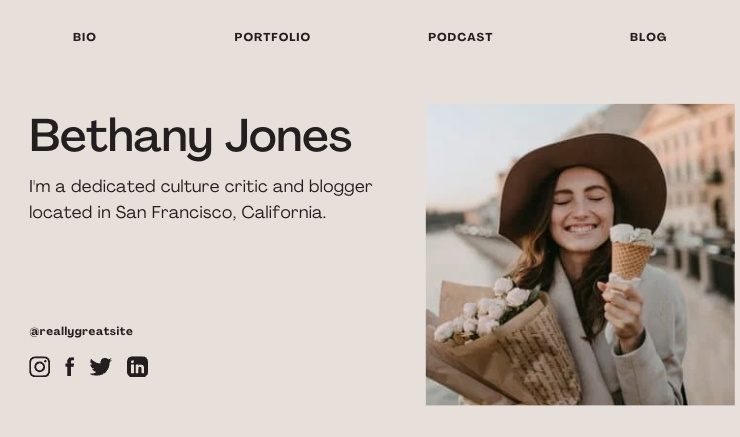 BIO
PORTFOLIO
PODCAST
BLOG
Bethany Jones
I'm a dedicated culture critic and blogger
located in San Francisco, California.
@reallygreatsite